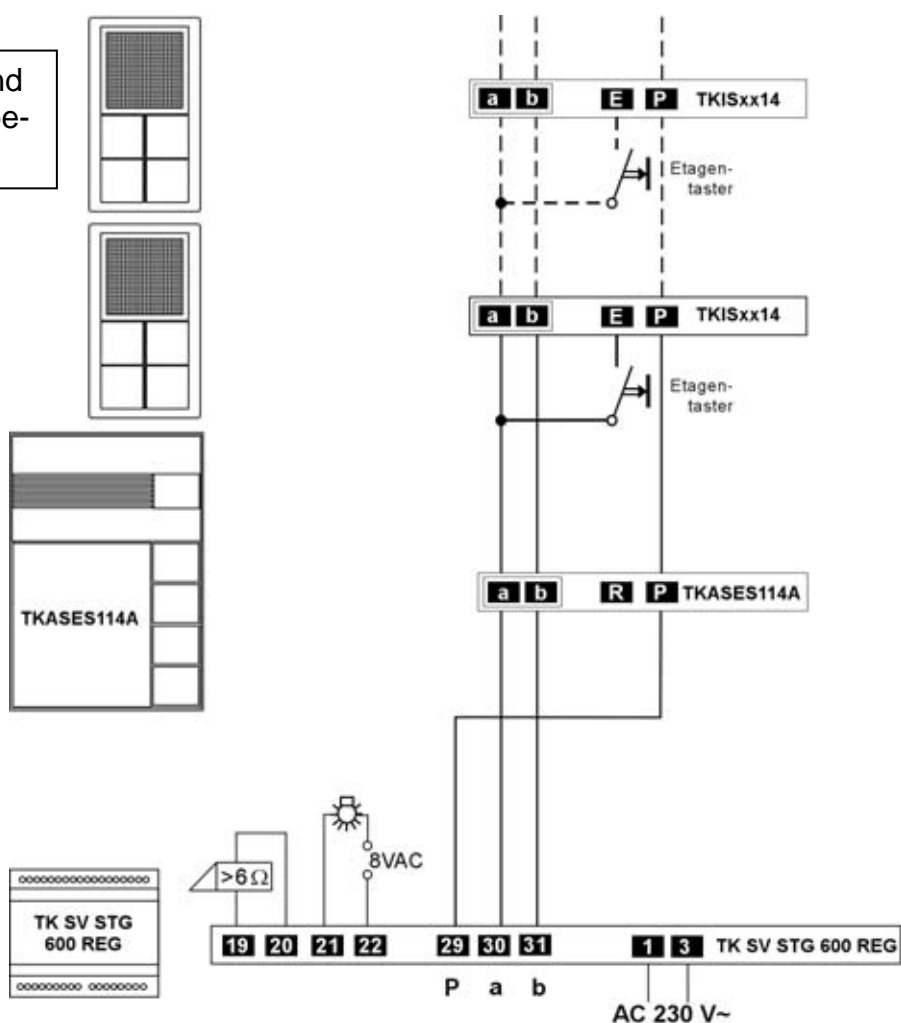 nd
be-
a b E P TKISxx14
Etagen-
taster
a b E P TKISxx14
Etagen-
taster
a b R P TKASES114A
TKASES114A
8VAC
>6Ω
TK SV STG
600 REG
19 20 21 22 29 30 31 1 3 TK SV STG 600 REG
P a b
AC 230 V~